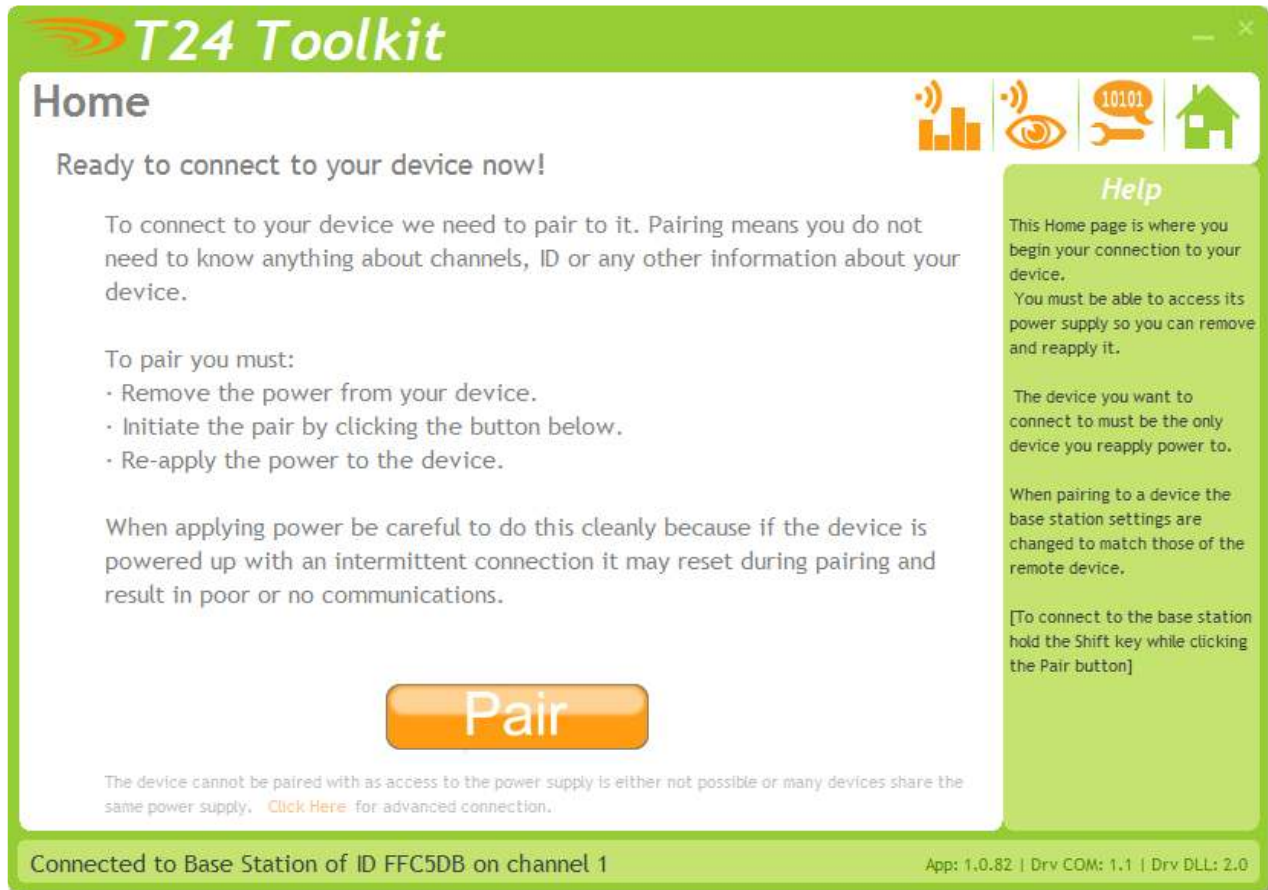 T24 Toolkit
Home
10101
Ready to connect to your device now!
To connect to your device we need to pair to it. Pairing means you do not
need to know anything about channels, ID or any other information about your
device.
To pair you must:
· Remove the power from your device.
· Initiate the pair by clicking the button below.
· Re-apply the power to the device.
When applying power be careful to do this cleanly because if the device is
powered up with an intermittent connection it may reset during pairing and
result in poor or no communications.
Pair
The device cannot be paired with as access to the power supply is either not possible or many devices share the
same power supply. Click Here for advanced connection.
Help
This Home page is where you
begin your connection to your
device.
You must be able to access its
power supply so you can remove
and reapply it.
The device you want to
connect to must be the only
device you reapply power to.
When pairing to a device the
base station settings are
changed to match those of the
remote device.
[To connect to the base station
hold the Shift key while clicking
the Pair button]
Connected to Base Station of ID FFC5DB on channel 1
App: 1.0.82 | Drv COM: 1.1 | Drv DLL: 2.0